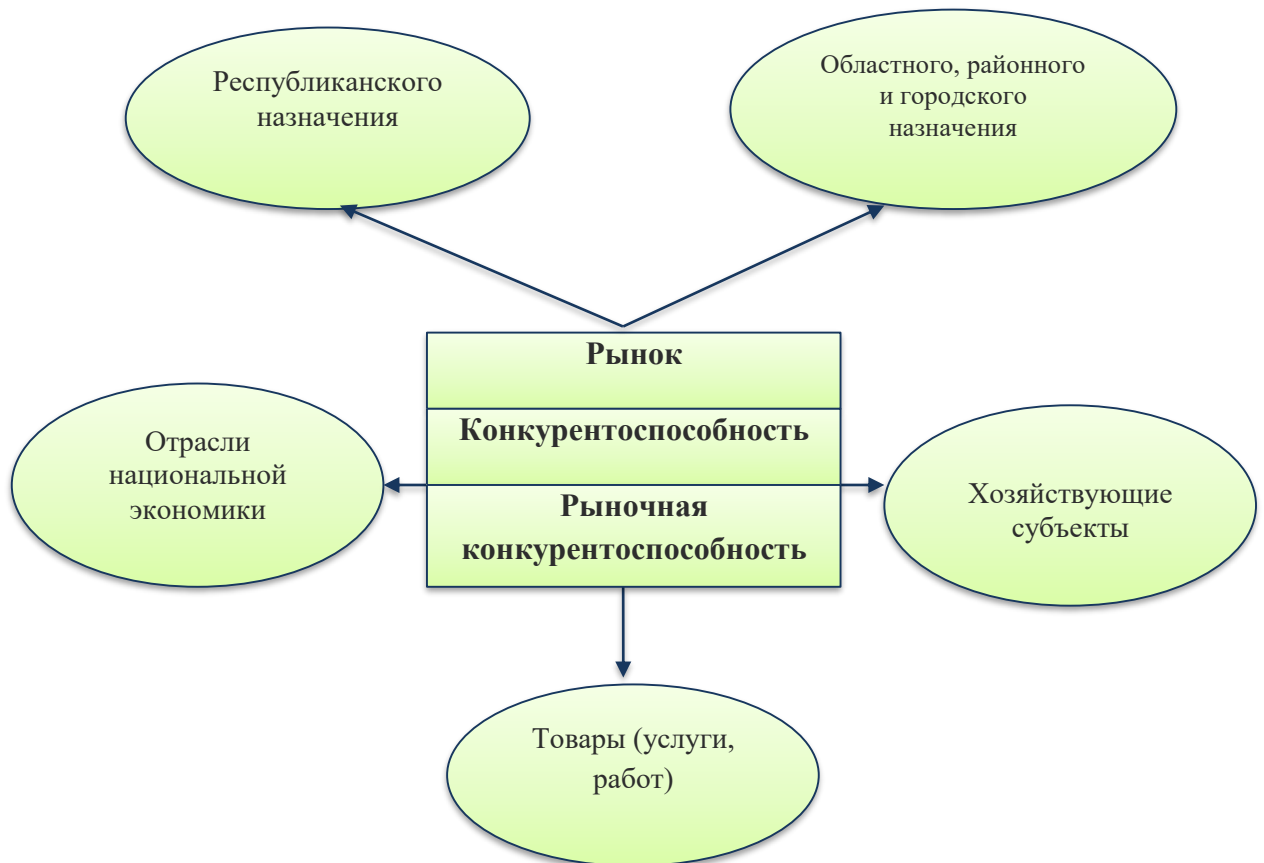 Республиканского
назначения
Областного, районного
и городского
назначения
Рынок
Конкурентоспособность
Рыночная
конкурентоспособность
Отрасли
национальной
экономики
Хозяйствующие
субъекты
Товары (услуги,
работ)